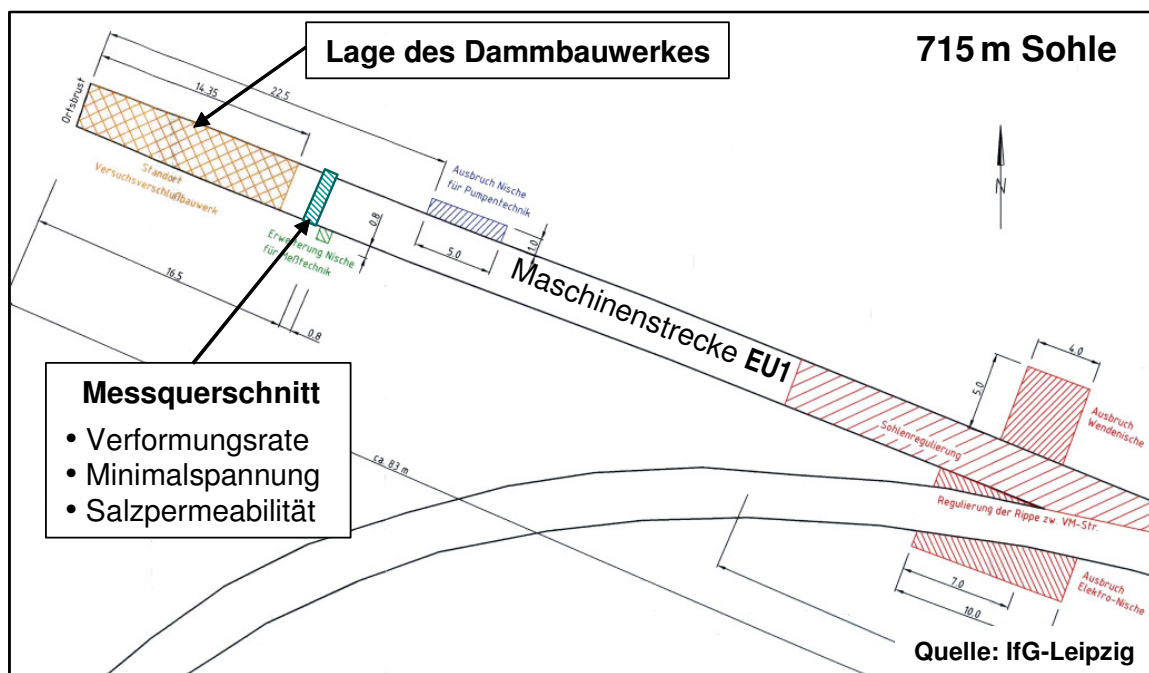 Lage des Dammbauwerkes
715 m Sohle
22.5
14.35
Ortsbrust
Standort
Versuchsverschlußbauwerk
Ausbruch Nische
für Pumpentechnik
N
0.8
1.0
5.0
Erweiterung Nische
für Meßtechnik
16.5
0.8
Maschinenstrecke EU1
4.0
5.0
Ausbruch
Wendenische
Sohlenregulierung
Messquerschnitt
• Verformungsrate
• Minimalspannung
• Salzpermeabilität
ca. 83 m
Regulierung der Rippe zw. VM-Str.
7.0
10.0
Ausbruch
Elektro-Nische
Quelle: IfG-Leipzig